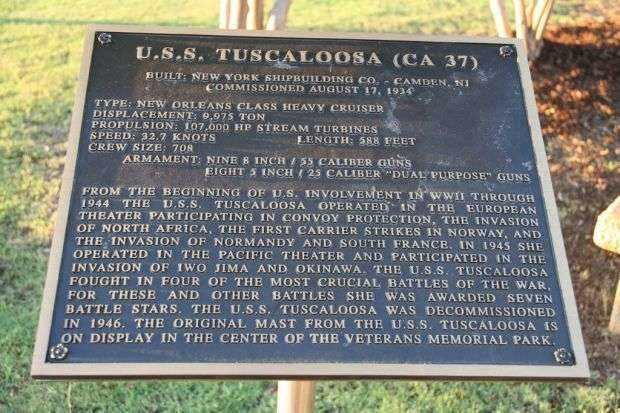 U.S.S. TUSCALOOSA (CA 37)
BUILT: NEW YORK SHIPBUILDING CO. - CAMDEN, NJ
COMMISSIONED AUGUST 17, 1934
TYPE: NEW ORLEANS CLASS HEAVY CRUISER
DISPLACEMENT: 9,975 TON
PROPULSION: 107,000 HP STREAM TURBINES
SPEED: 32.7 KNOTS LENGTH: 588 FEET
CREW SIZE: 708
ARMAMENT: NINE 8 INCH / 55 CALIBER GUNS
EIGHT 5 INCH / 25 CALIBER "DUAL PURPOSE" GUNS
FROM THE BEGINNING OF U.S. INVOLVEMENT IN WWII THROUGH
1944 THE U.S.S. TUSCALOOSA OPERATED IN THE EUROPEAN
THEATER PARTICIPATING IN CONVOY PROTECTION, THE INVASION
OF NORTH AFRICA, THE FIRST CARRIER STRIKES IN NORWAY, AND
THE INVASION OF NORMANDY AND SOUTH FRANCE. IN 1945 SHE
OPERATED IN THE PACIFIC THEATER AND PARTICIPATED IN THE
INVASION OF IWO JIMA AND OKINAWA. THE U.S.S. TUSCALOOSA
FOUGHT IN FOUR OF THE MOST CRUCIAL BATTLES OF THE WAR.
FOR THESE AND OTHER BATTLES SHE WAS AWARDED SEVEN
BATTLE STARS. THE U.S.S. TUSCALOOSA WAS DECOMMISSIONED
IN 1946. THE ORIGINAL MAST FROM THE U.S.S. TUSCALOOSA IS
ON DISPLAY IN THE CENTER OF THE VETERANS MEMORIAL PARK.